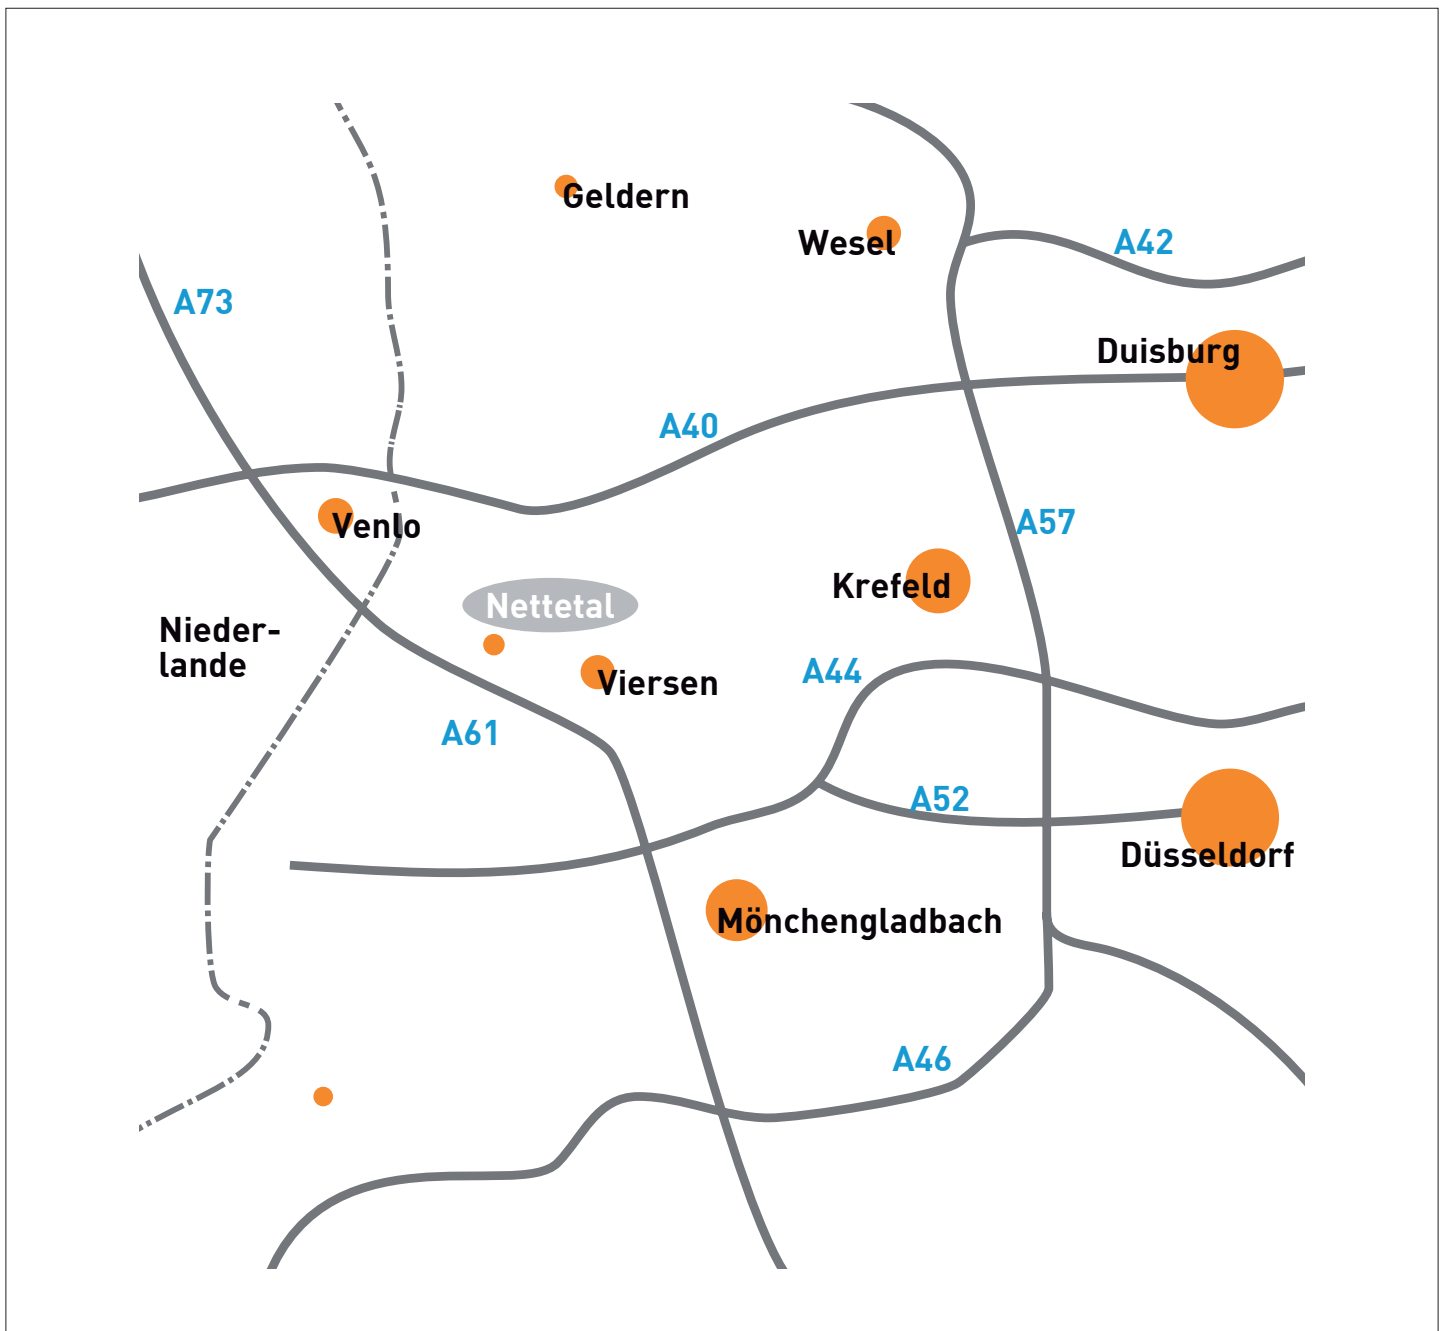 Geldern
Wesel
A42
A73
Duisburg
A40
Venlo
A57
Krefeld
Nettetal
Nieder-
lande
A44
Viersen
A61
A52
Düsseldorf
Mönchengladbach
A46